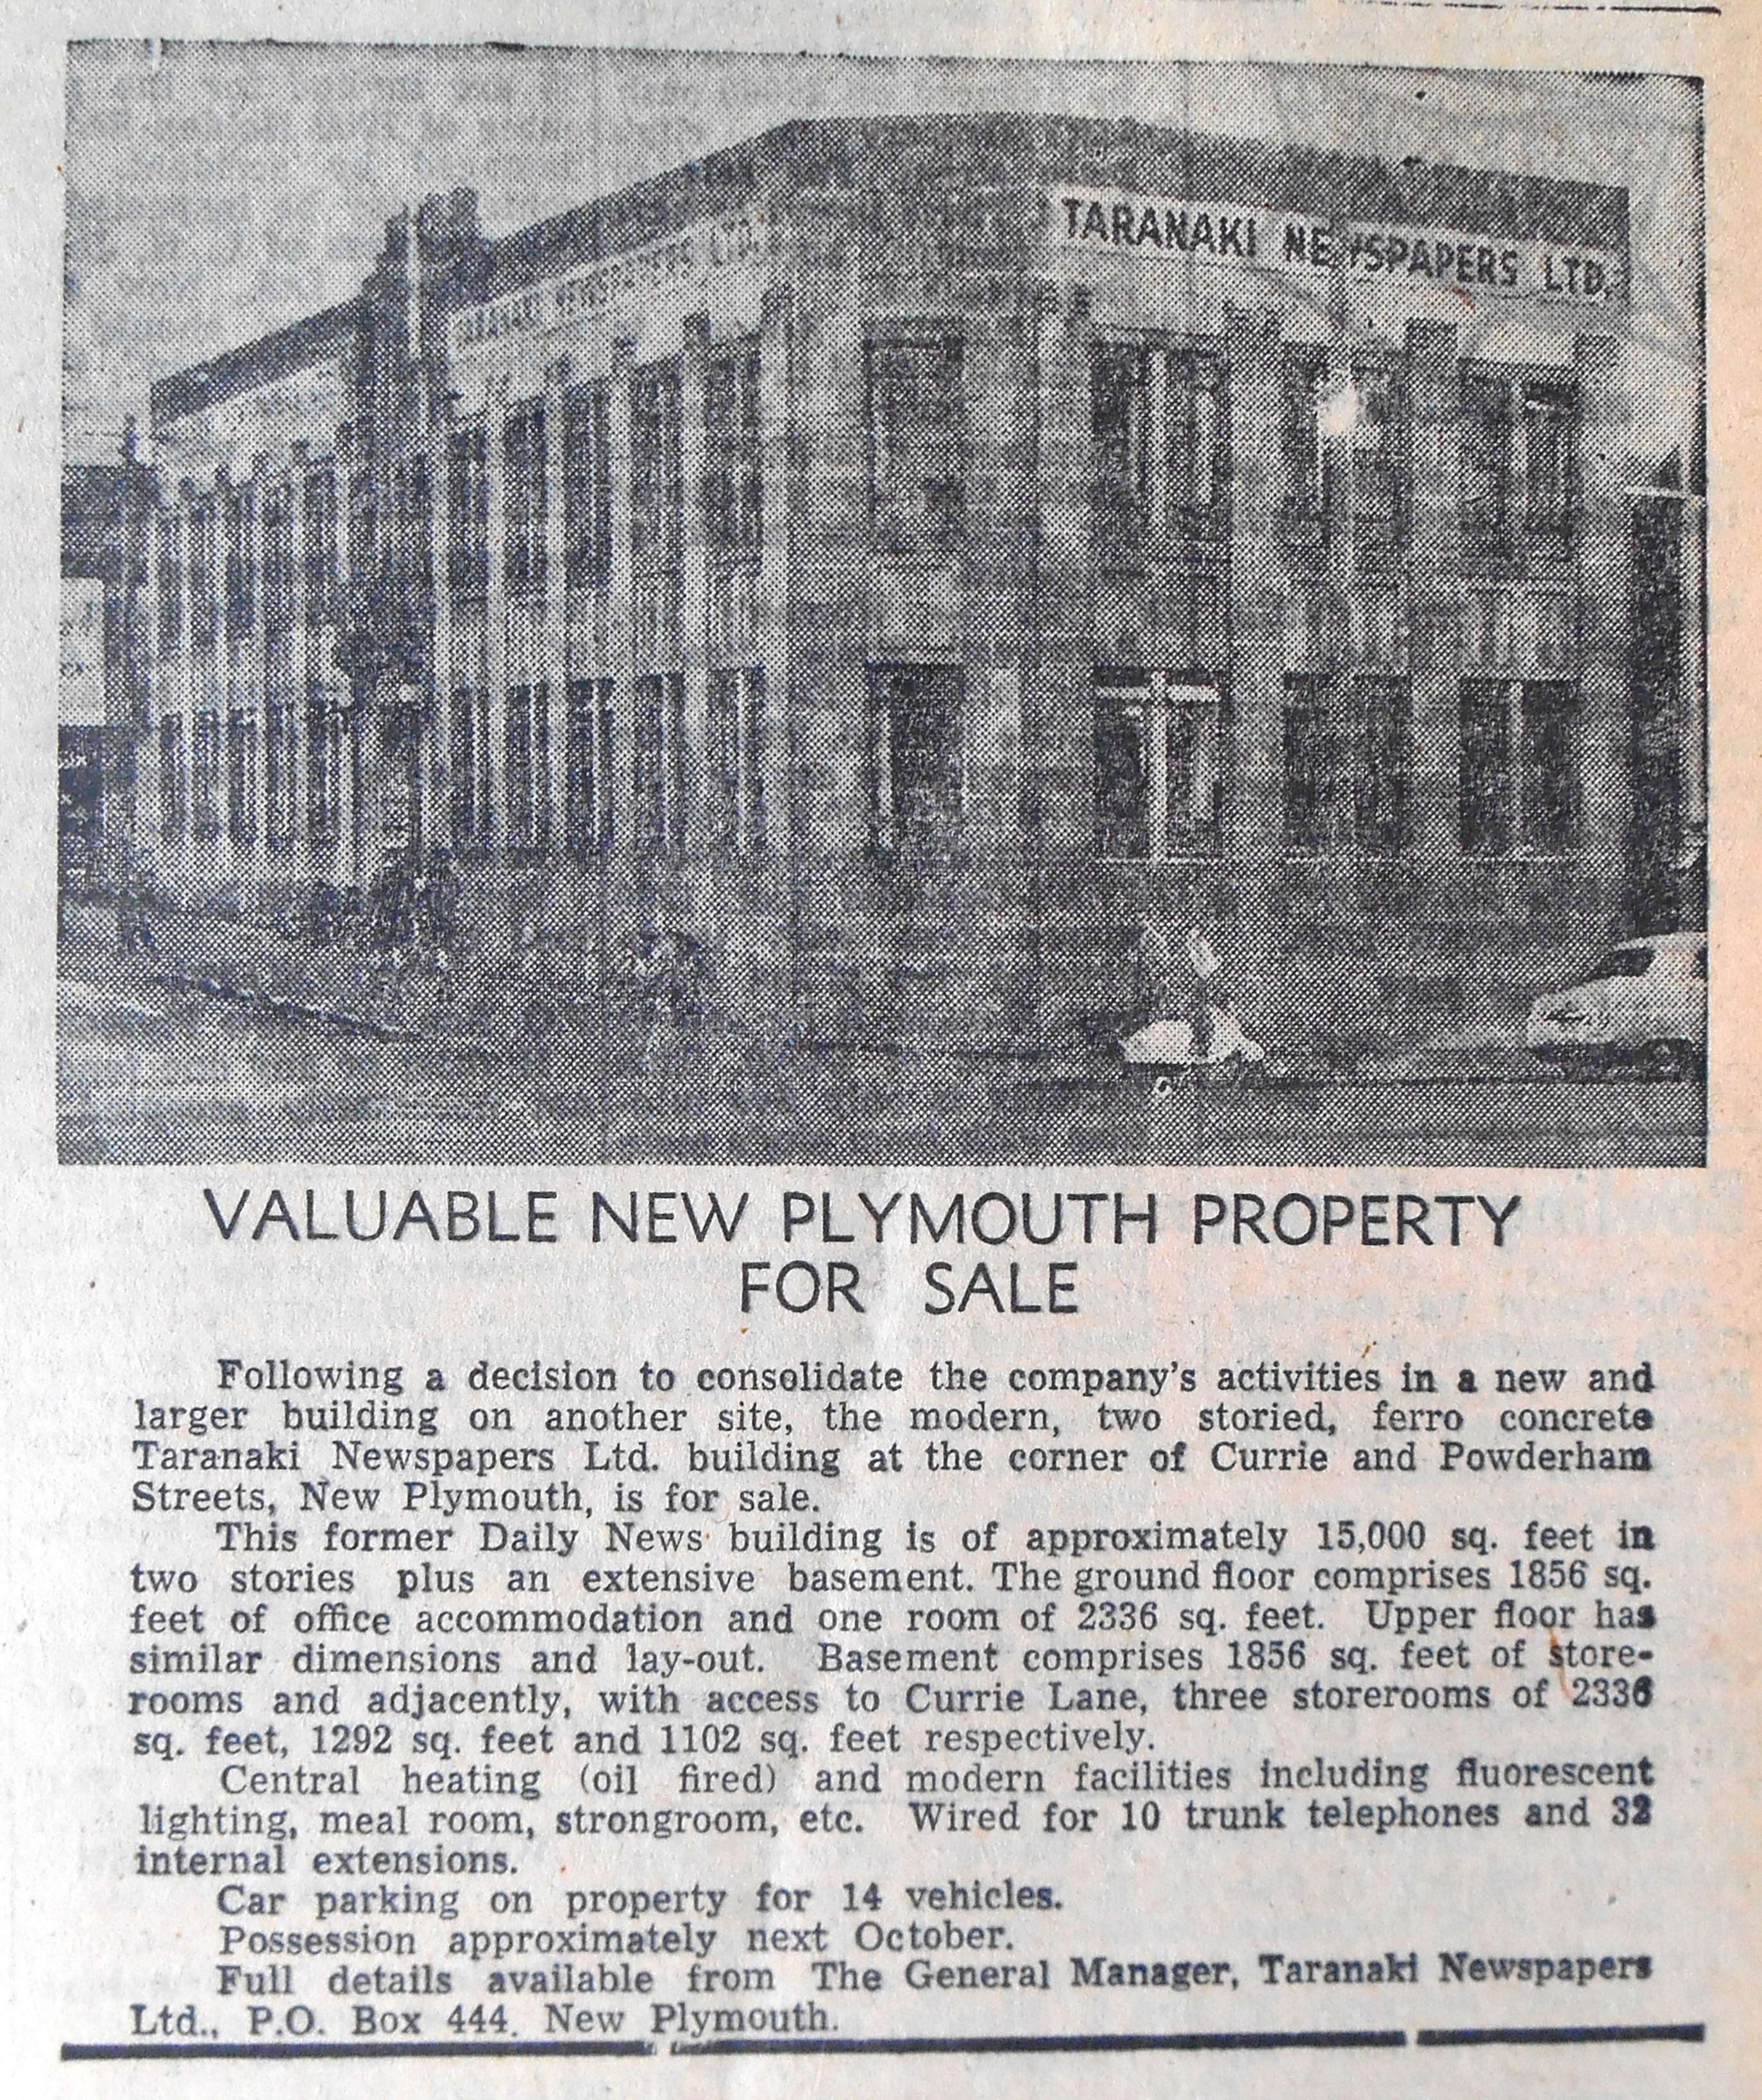 TARANAKI NEWSPAPERS LTD.
TARANAKI NEWSPAPERS LTD.
VALUABLE NEW PLYMOUTH PROPERTY
FOR SALE
Following a decision to consolidate the company's activities in a new and
larger building on another site, the modern, two storied, ferro concrete
Taranaki Newspapers Ltd. building at the corner of Currie and Powderham
Streets, New Plymouth, is for sale.
This former Daily News building is of approximately 15,000 sq. feet in
two stories plus an extensive basement. The ground floor comprises 1856 sq.
feet of office accommodation and one room of 2336 sq. feet. Upper floor has
similar dimensions and lay-out. Basement comprises 1856 sq. feet of store-
rooms and adjacently, with access to Currie Lane, three storerooms of 2336
sq. feet, 1292 sq. feet and 1102 sq. feet respectively.
Central heating (oil fired) and modern facilities including fluorescent
lighting, meal room, strongroom, etc. Wired for 10 trunk telephones and 32
internal extensions.
Car parking on property for 14 vehicles.
Possession approximately next October.
Full details available from The General Manager, Taranaki Newspapers
Ltd., P.O. Box 444. New Plymouth.